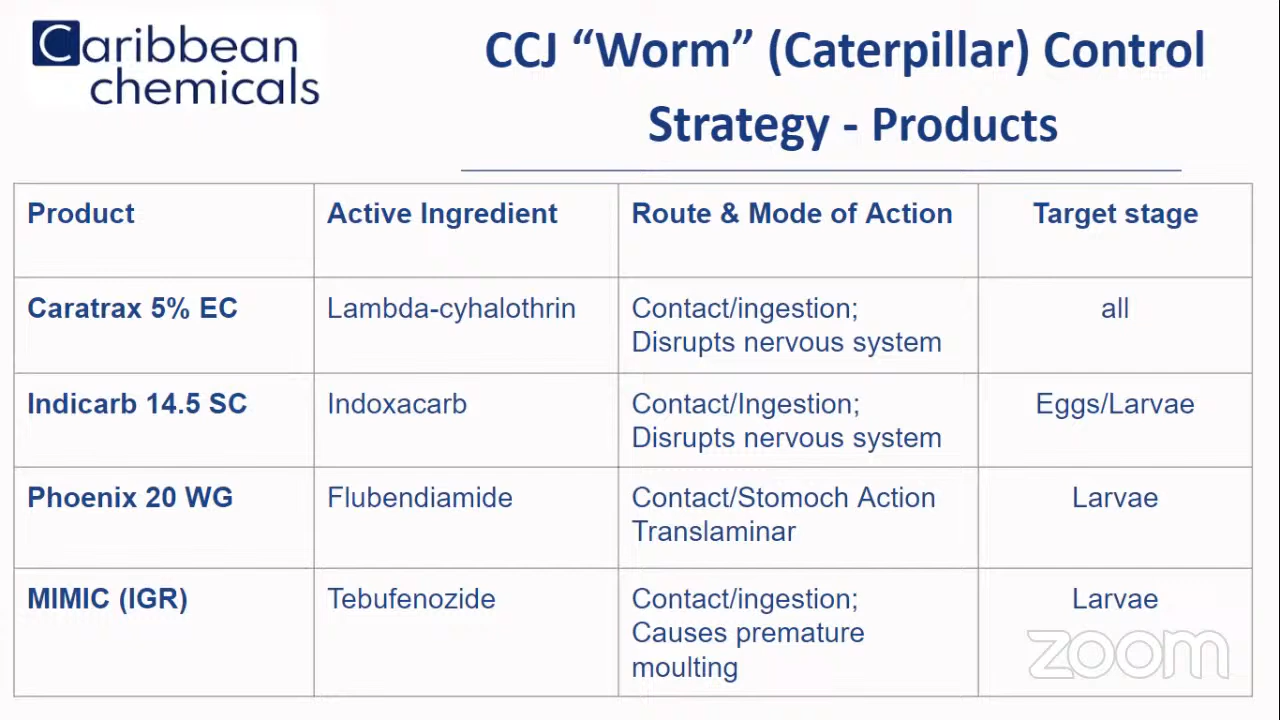 Caribbean
chemicals
CCJ “Worm” (Caterpillar) Control
Strategy - Products
Product
Active Ingredient
Route & Mode of Action
Target stage
Caratrax 5% EC
Lambda-cyhalothrin
Contact/ingestion;
Disrupts nervous system
all
Indicarb 14.5 SC
Indoxacarb
Contact/Ingestion;
Disrupts nervous system
Eggs/Larvae
Phoenix 20 WG
Flubendiamide
Contact/Stomoch Action
Translaminar
Larvae
MIMIC (IGR)
Tebufenozide
Contact/ingestion;
Causes premature
moulting
Larvae
zoom